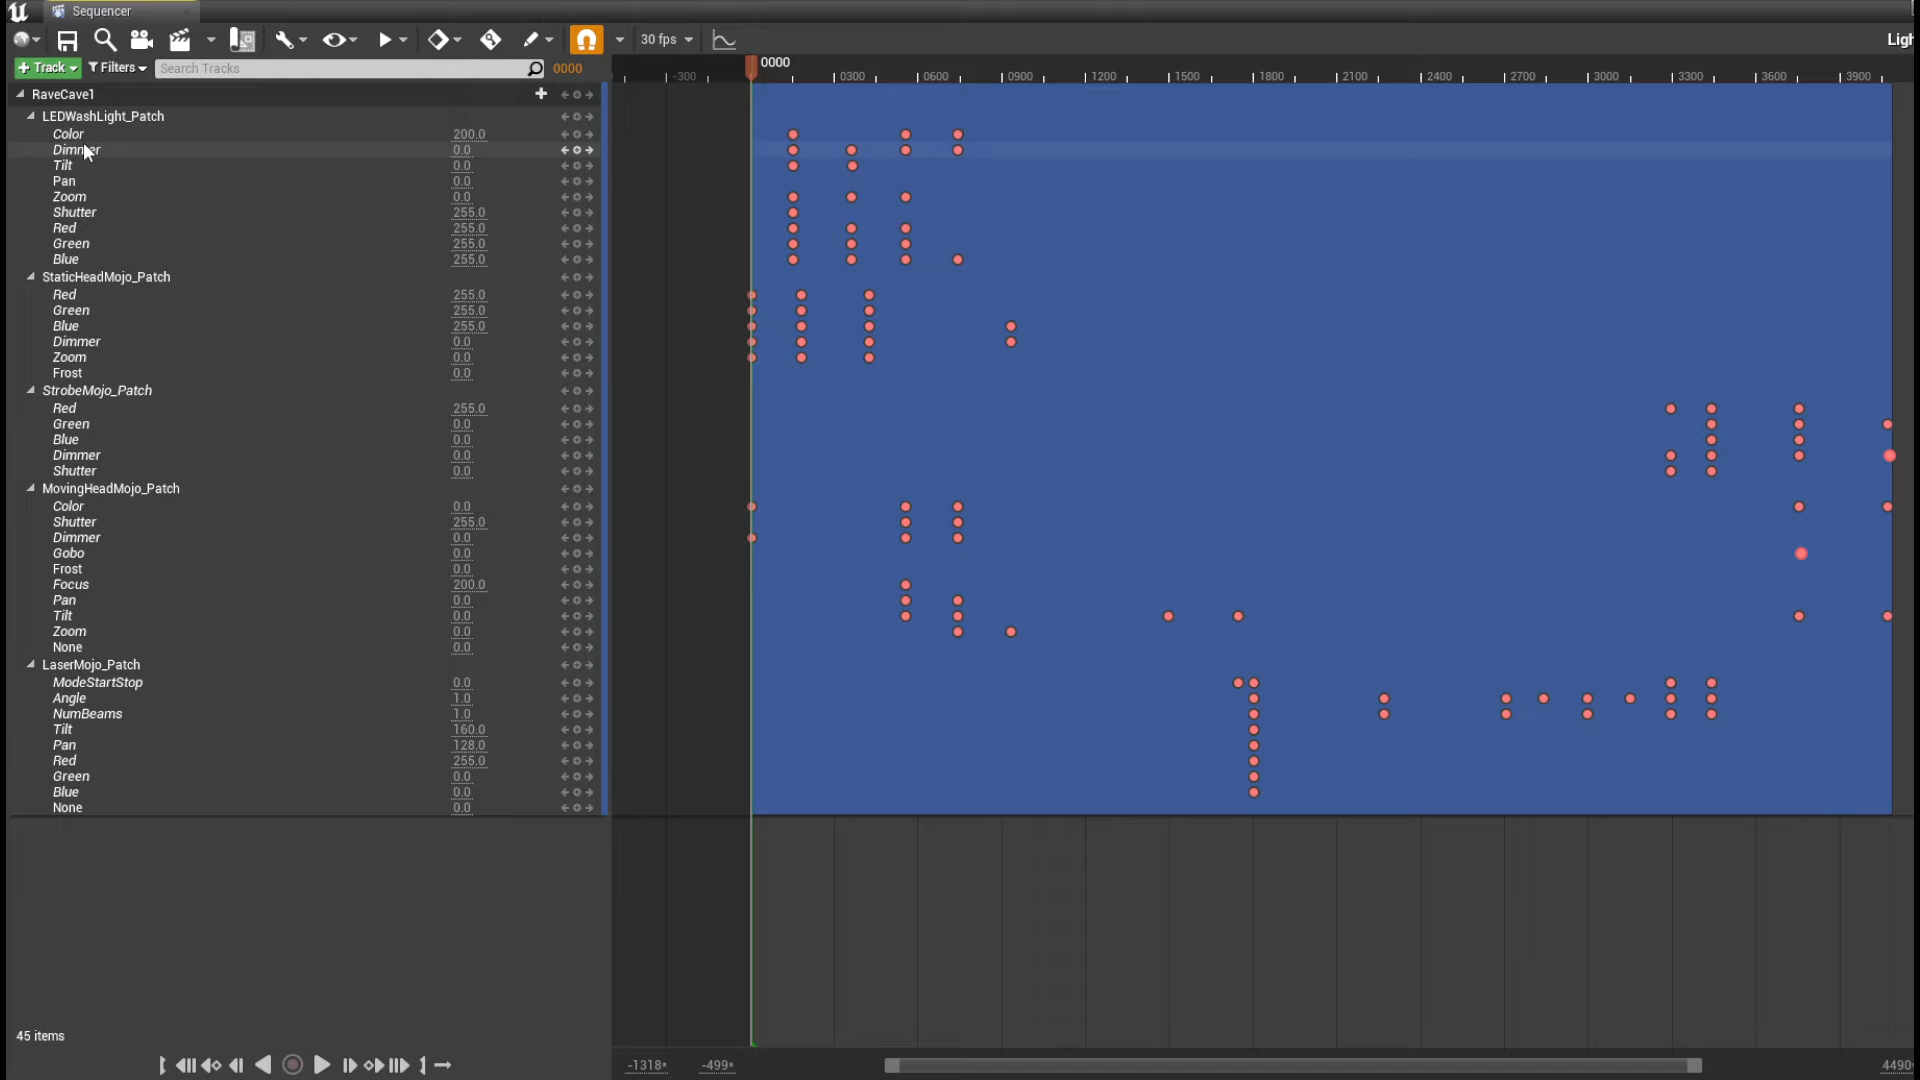 Sequencer
30 fps
Ligh
Track Filters Search Tracks 0000
0000
-300 0300 0600 0900 1200 1500 1800 2100 2400 2700 3000 3300 3600 3900
RaveCave1
LEDWashLight_Patch
Color 200.0
Dimmer 0.0
Tilt 0.0
Pan 0.0
Zoom 0.0
Shutter 255.0
Red 255.0
Green 255.0
Blue 255.0
StaticHeadMojo_Patch
Red 255.0
Green 255.0
Blue 255.0
Dimmer 0.0
Zoom 0.0
Frost 0.0
StrobeMojo_Patch
Red 255.0
Green 0.0
Blue 0.0
Dimmer 0.0
Shutter 0.0
MovingHeadMojo_Patch
Color 0.0
Shutter 255.0
Dimmer 0.0
Gobo 0.0
Frost 0.0
Focus 200.0
Pan 0.0
Tilt 0.0
Zoom 0.0
None 0.0
LaserMojo_Patch
ModeStartStop 0.0
Angle 1.0
NumBeams 1.0
Tilt 160.0
Pan 128.0
Red 255.0
Green 0.0
Blue 0.0
None 0.0
45 items
-1318* -499* 4490